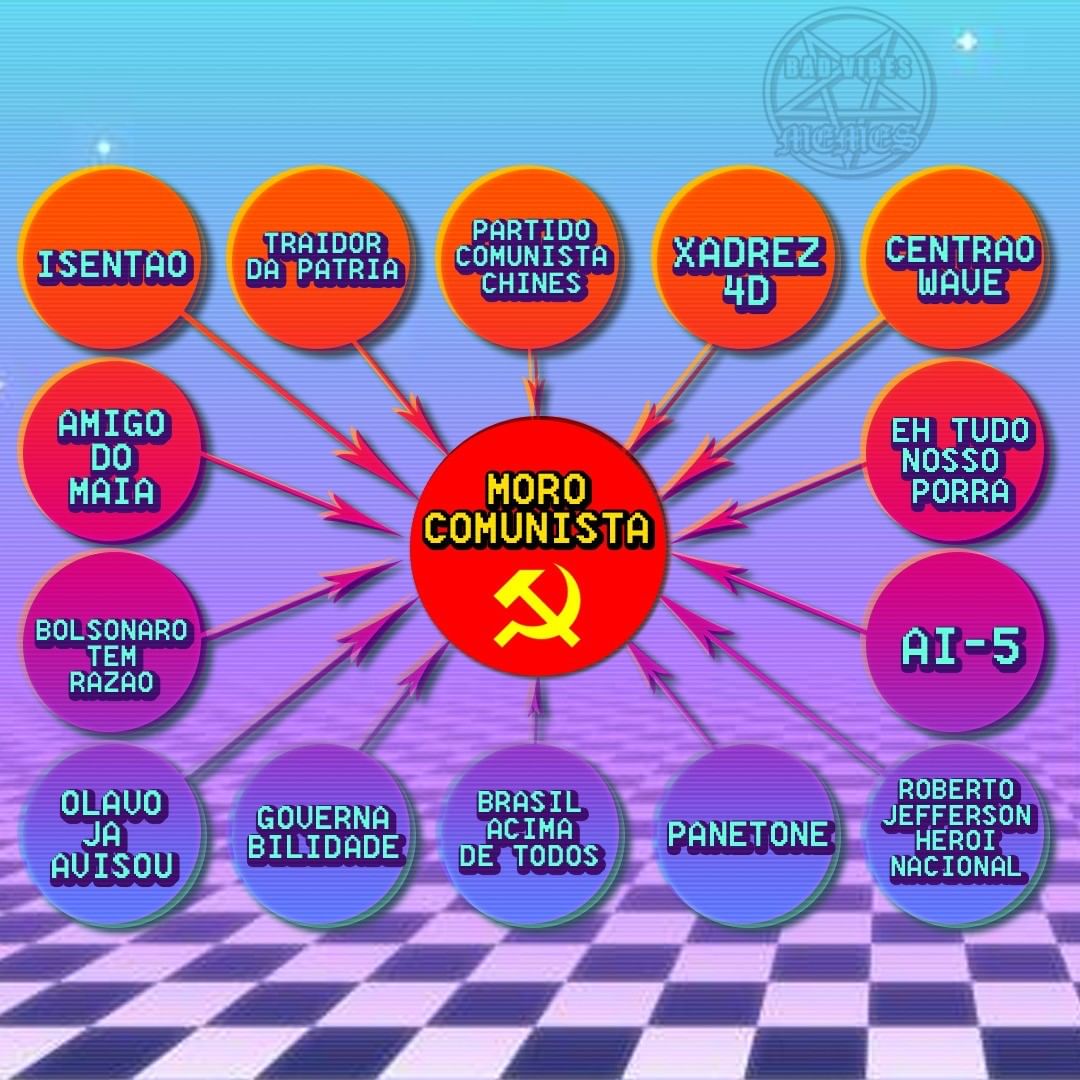 BAD VIBES
MEMES
ISENTAO
TRAIDOR
DA PATRIA
PARTIDO
COMUNISTA
CHINES
XADREZ
4D
CENTRAO
WAVE
AMIGO
DO
MAIA
MORO
COMUNISTA
EH TUDO
NOSSO
PORRA
BOLSONARO
TEM
RAZAO
AI-5
OLAVO
JA
AVISOU
GOVERNA
BILIDADE
BRASIL
ACIMA
DE TODOS
PANETONE
ROBERTO
JEFFERSON
HEROI
NACIONAL